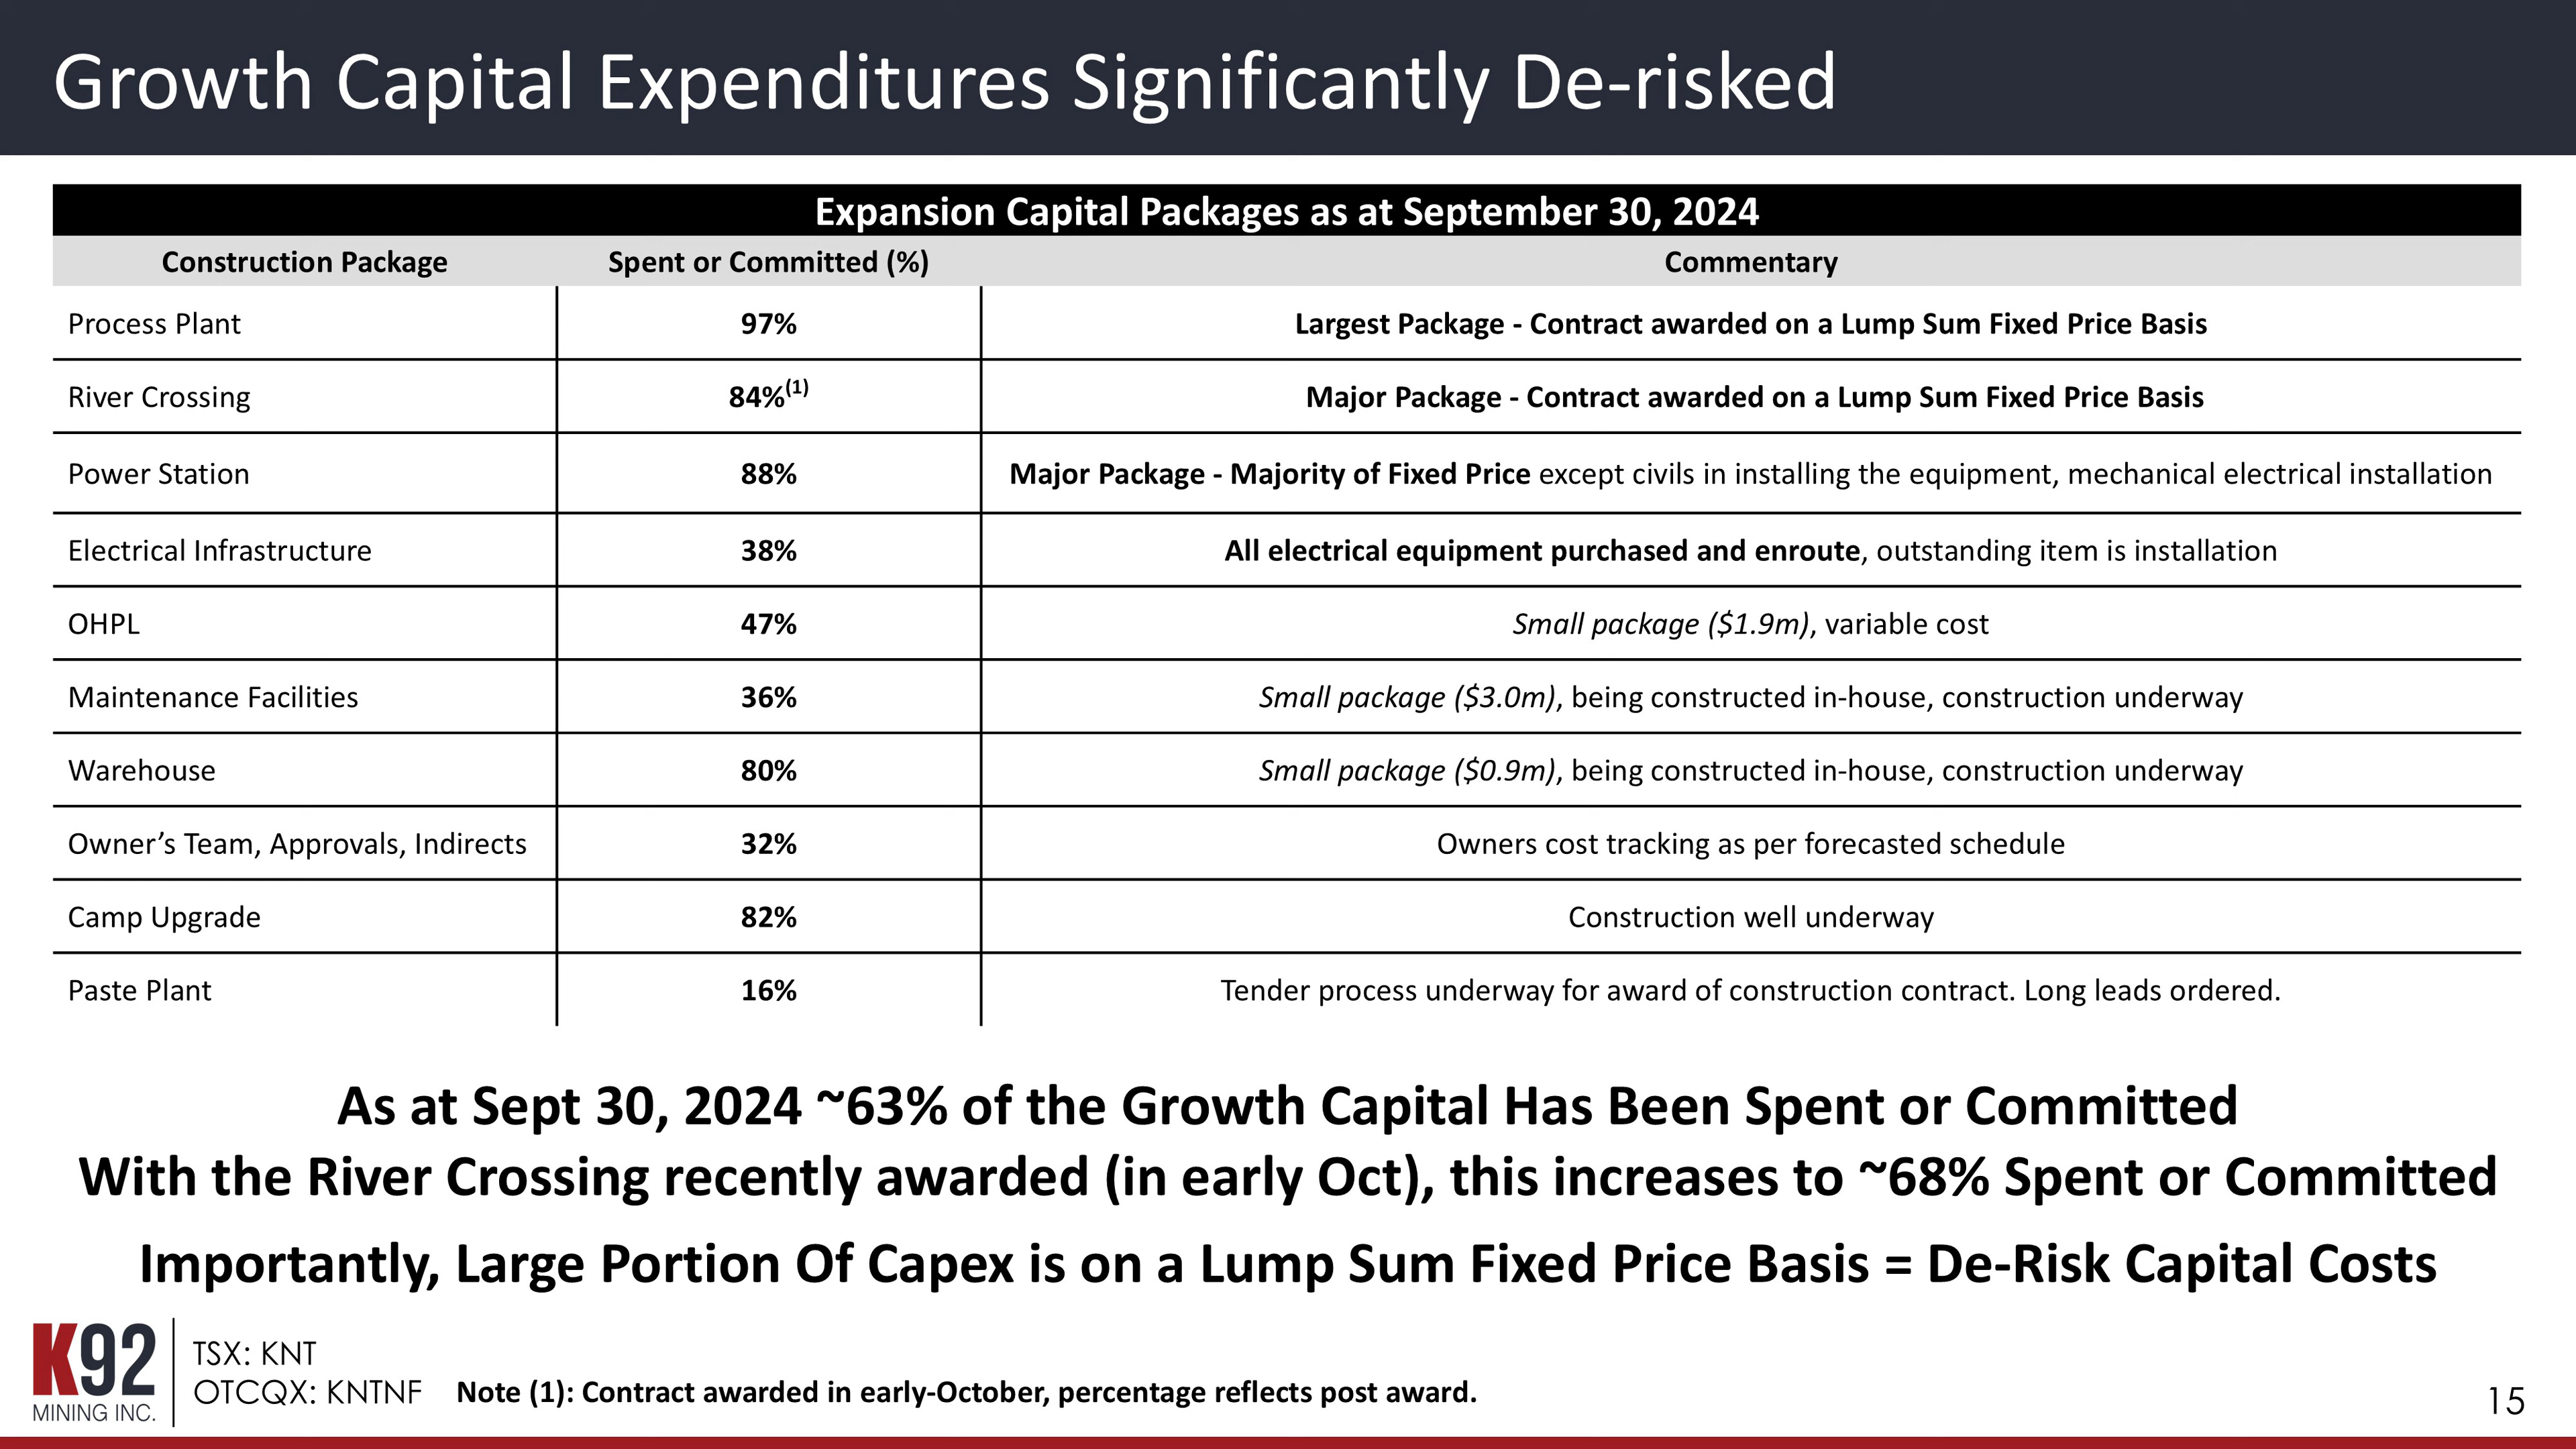 Growth Capital Expenditures Significantly De-risked
Expansion Capital Packages as at September 30, 2024
Construction Package Spent or Committed (%) Commentary
Process Plant 97% Largest Package - Contract awarded on a Lump Sum Fixed Price Basis
River Crossing 84%(1) Major Package - Contract awarded on a Lump Sum Fixed Price Basis
Power Station 88% Major Package - Majority of Fixed Price except civils in installing the equipment, mechanical electrical installation
Electrical Infrastructure 38% All electrical equipment purchased and enroute, outstanding item is installation
OHPL 47% Small package ($1.9m), variable cost
Maintenance Facilities 36% Small package ($3.0m), being constructed in-house, construction underway
Warehouse 80% Small package ($0.9m), being constructed in-house, construction underway
Owner’s Team, Approvals, Indirects 32% Owners cost tracking as per forecasted schedule
Camp Upgrade 82% Construction well underway
Paste Plant 16% Tender process underway for award of construction contract. Long leads ordered.
As at Sept 30, 2024 ~63% of the Growth Capital Has Been Spent or Committed
With the River Crossing recently awarded (in early Oct), this increases to ~68% Spent or Committed
Importantly, Large Portion Of Capex is on a Lump Sum Fixed Price Basis = De-Risk Capital Costs
K92
MINING INC.
TSX: KNT
OTCQX: KNTNF
Note (1): Contract awarded in early-October, percentage reflects post award.
15